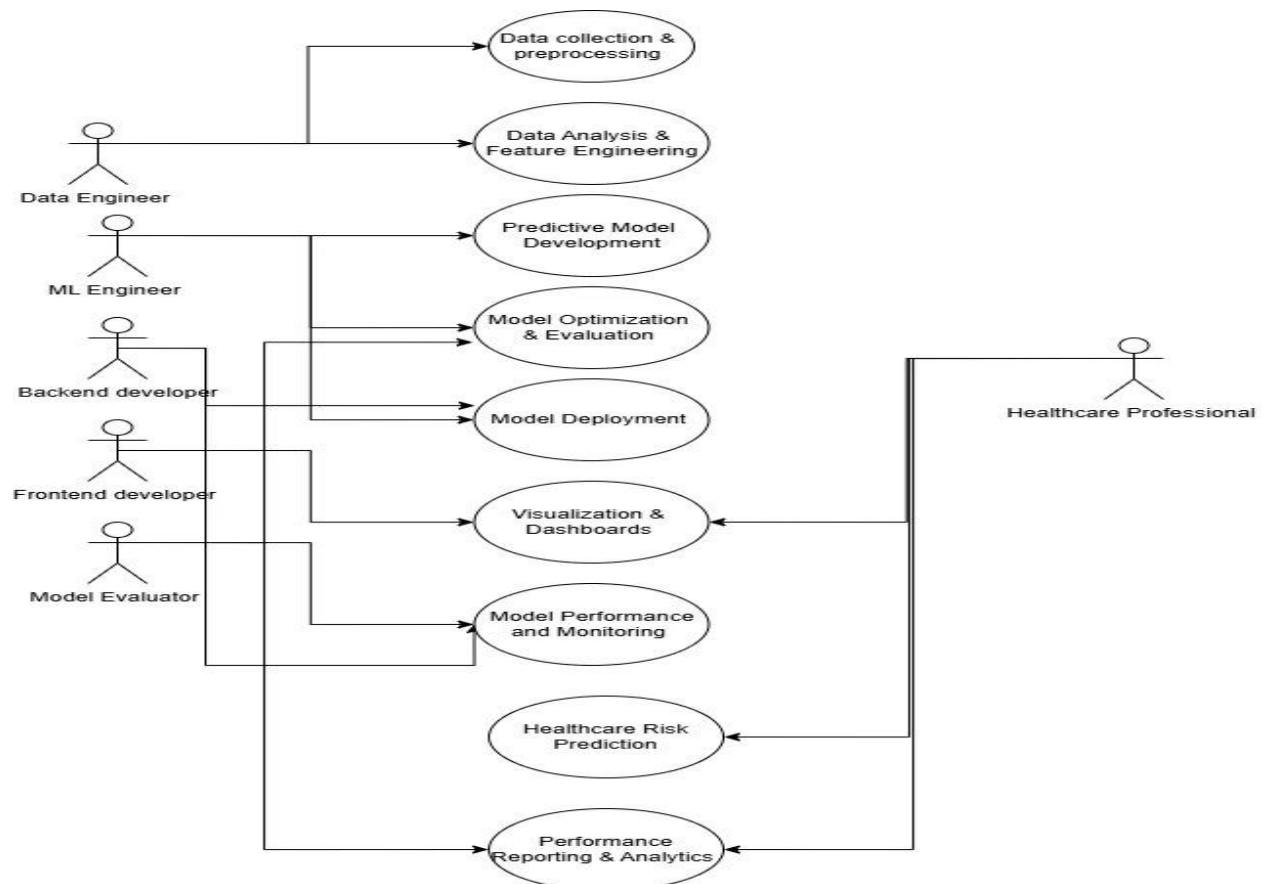 Data collection &
preprocessing
Data Analysis &
Feature Engineering
Data Engineer
Predictive Model
Development
ML Engineer
Model Optimization
& Evaluation
Backend developer
Healthcare Professional
Model Deployment
Frontend developer
Visualization &
Dashboards
Model Evaluator
Model Performance
and Monitoring
Healthcare Risk
Prediction
Performance
Reporting & Analytics